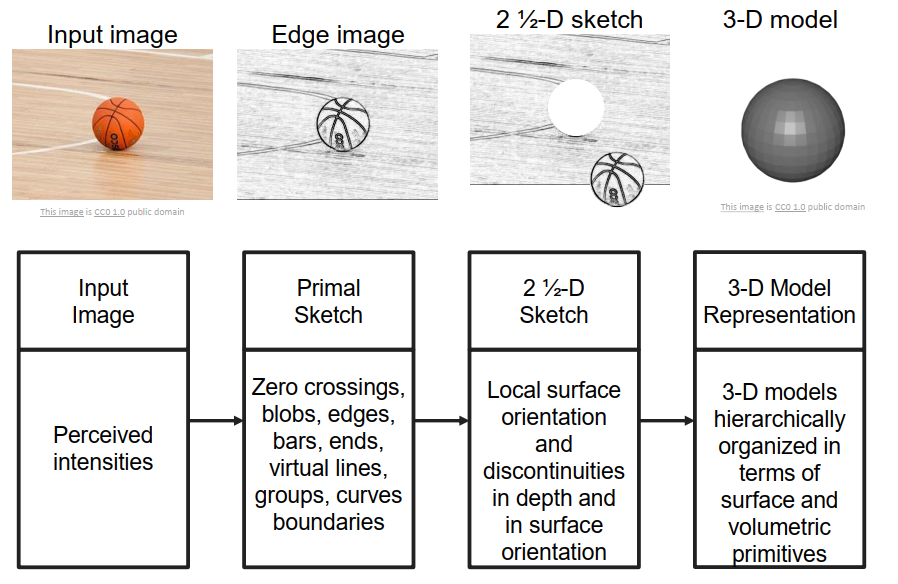 Input image
Edge image
2 ½-D sketch
3-D model
This image is CC0 1.0 public domain
This image is CC0 1.0 public domain
Input
Image
Primal
Sketch
2 ½-D
Sketch
3-D Model
Representation
Perceived
intensities
Zero crossings,
blobs, edges,
bars, ends,
virtual lines,
groups, curves
boundaries
Local surface
orientation
and
discontinuities
in depth and
in surface
orientation
3-D models
hierarchically
organized in
terms of
surface and
volumetric
primitives